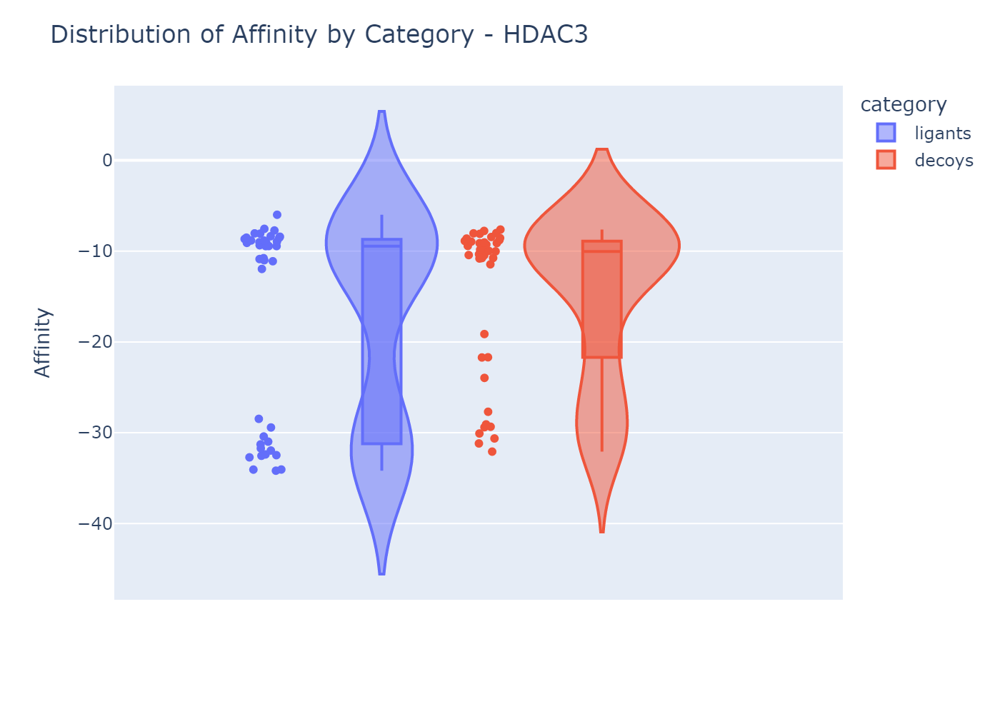 Distribution of Affinity by Category - HDAC3
category
ligants
decoys
Affinity
0
−10
−20
−30
−40